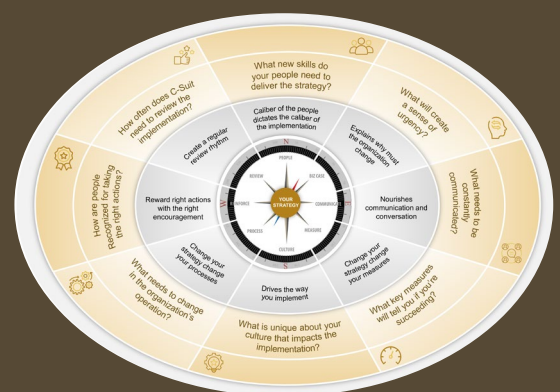 What new skills do
your people need to
deliver the strategy?
What will create
a sense of
urgency?
What needs to be
constantly
communicated?
What key measures
will tell you if you're
succeeding?
What is unique about your
culture that impacts the
implementation?
What needs to change
in the organization's
operation?
How are people
Recognized for taking
the right actions?
How often does C-Suit
need to review the
implementation?
Caliber of the people
dictates the caliber of
the implementation
Explains why must
the organization
change
Nourishes
communication and
conversation
Change your
strategy change
your measures
Drives the way
you implement
Change your
strategy change
your processes
Reward right actions
with the right
encouragement
Create a regular
review rhythm
N
PEOPLE
BIZ CASE
COMMUNICATE
E
MEASURE
CULTURE
S
PROCESS
W
REVIEW
YOUR
STRATEGY